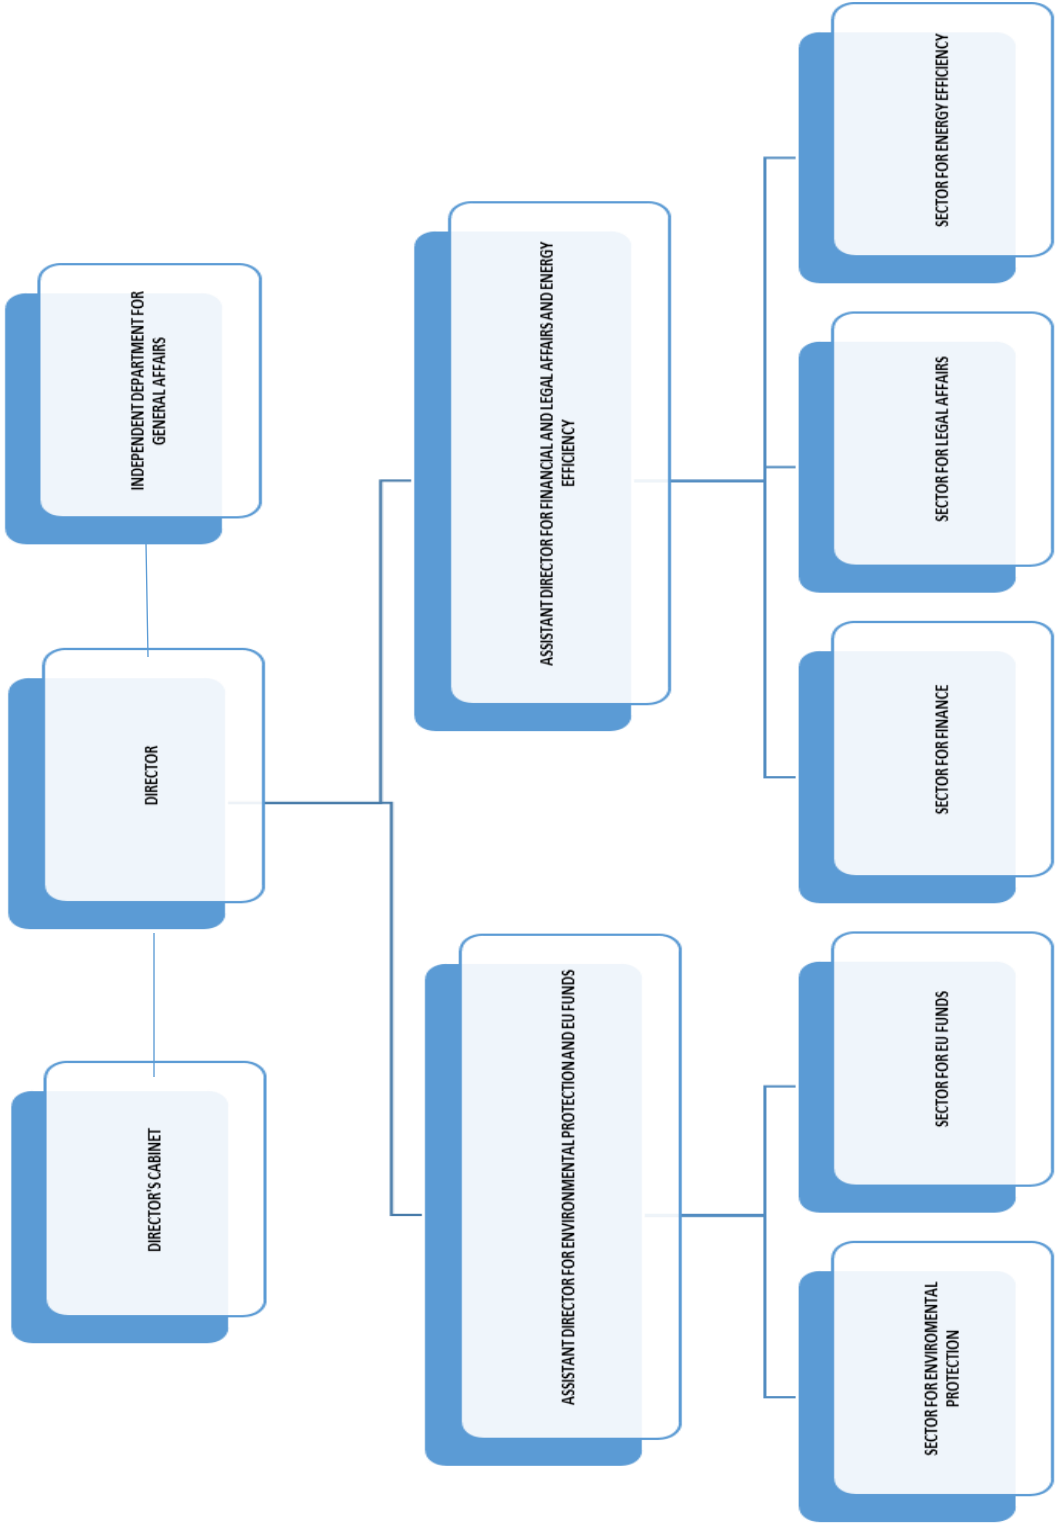 DIRECTOR'S CABINET
DIRECTOR
INDEPENDENT DEPARTMENT FOR
GENERAL AFFAIRS
ASSISTANT DIRECTOR FOR ENVIRONMENTAL PROTECTION AND EU FUNDS
ASSISTANT DIRECTOR FOR FINANCIAL AND LEGAL AFFAIRS AND ENERGY
EFFICIENCY
SECTOR FOR ENVIROMENTAL
PROTECTION
SECTOR FOR EU FUNDS
SECTOR FOR FINANCE
SECTOR FOR LEGAL AFFAIRS
SECTOR FOR ENERGY EFFICIENCY